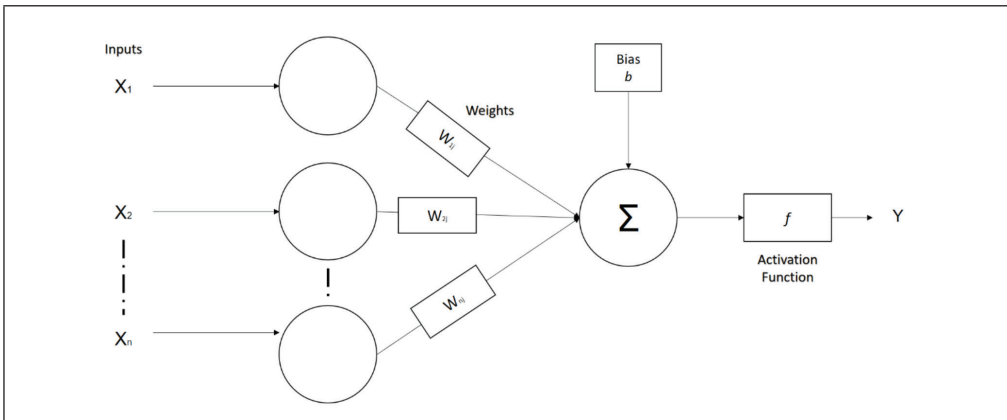 Inputs
X1
X2
Xn
Weights
W1j
W2j
Wnj
Bias
b
Σ
f
Activation
Function
Y